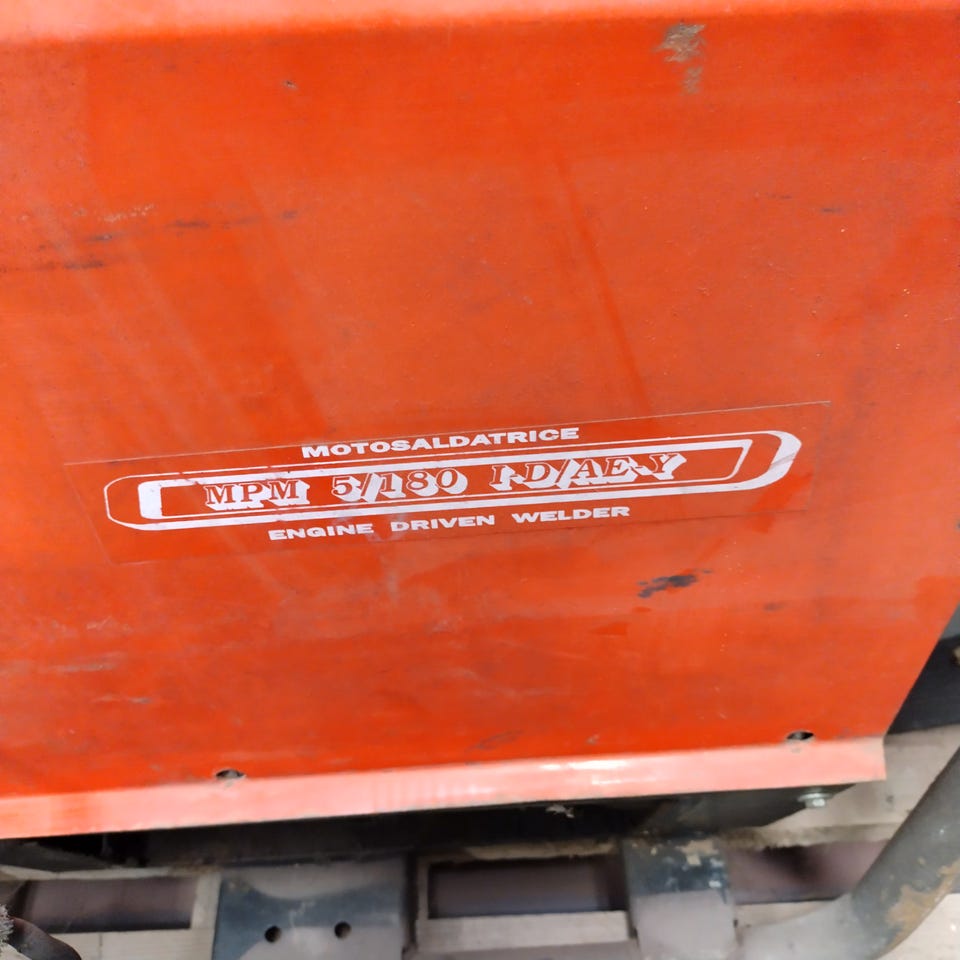 MOTOSALDATRICE
MPM 5/180 I-D/AE-Y
ENGINE DRIVEN WELDER